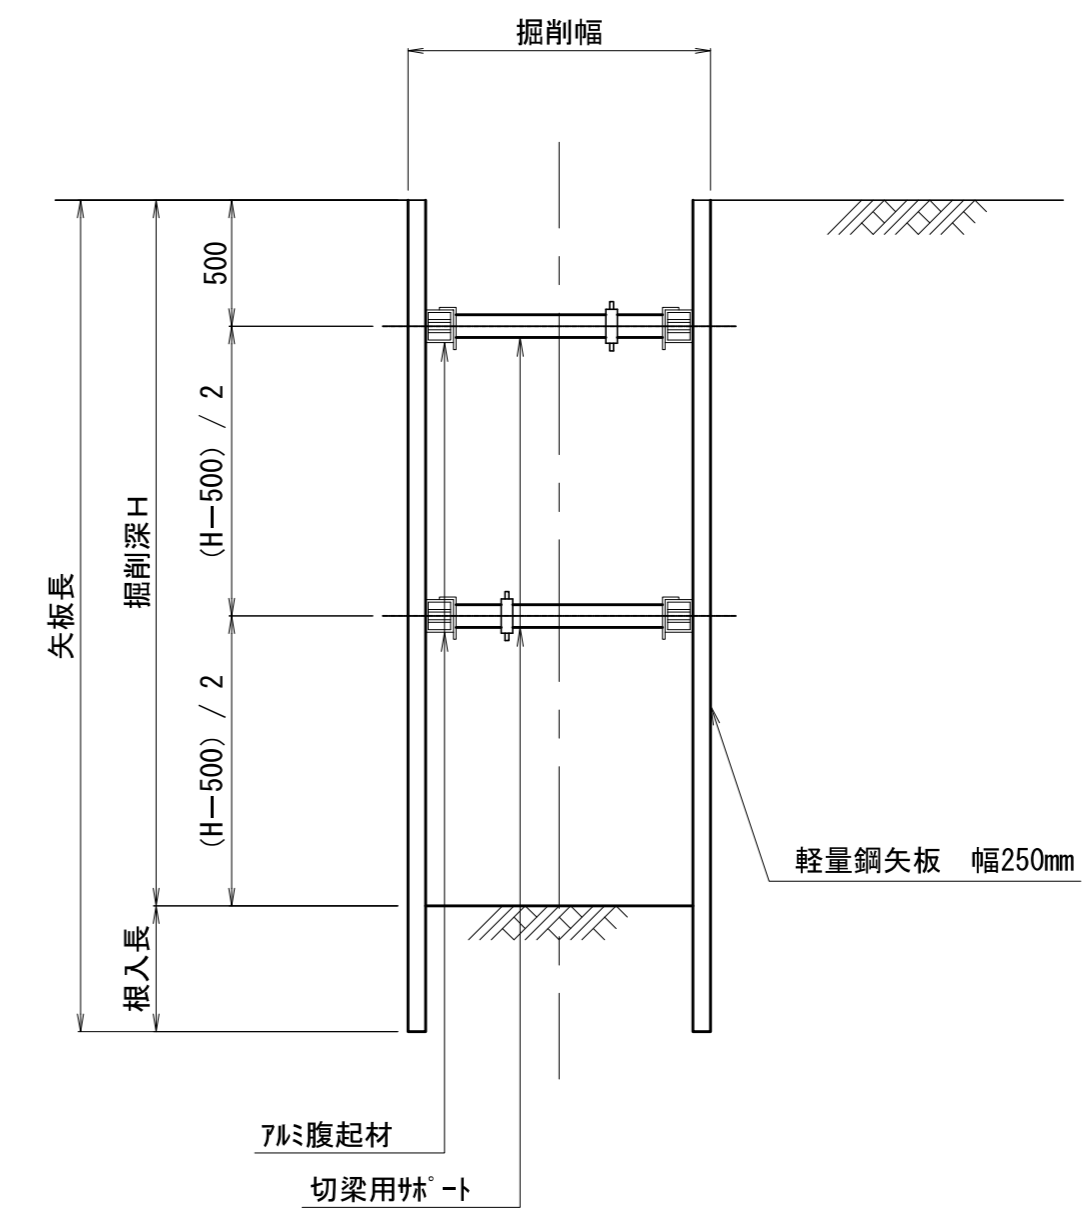 掘削幅
500
(H－500) / 2
掘削深H
矢板長
(H－500) / 2
軽量鋼矢板　幅250mm
根入長
ｱﾙﾐ腹起材
切梁用ｻﾎﾟｰﾄ